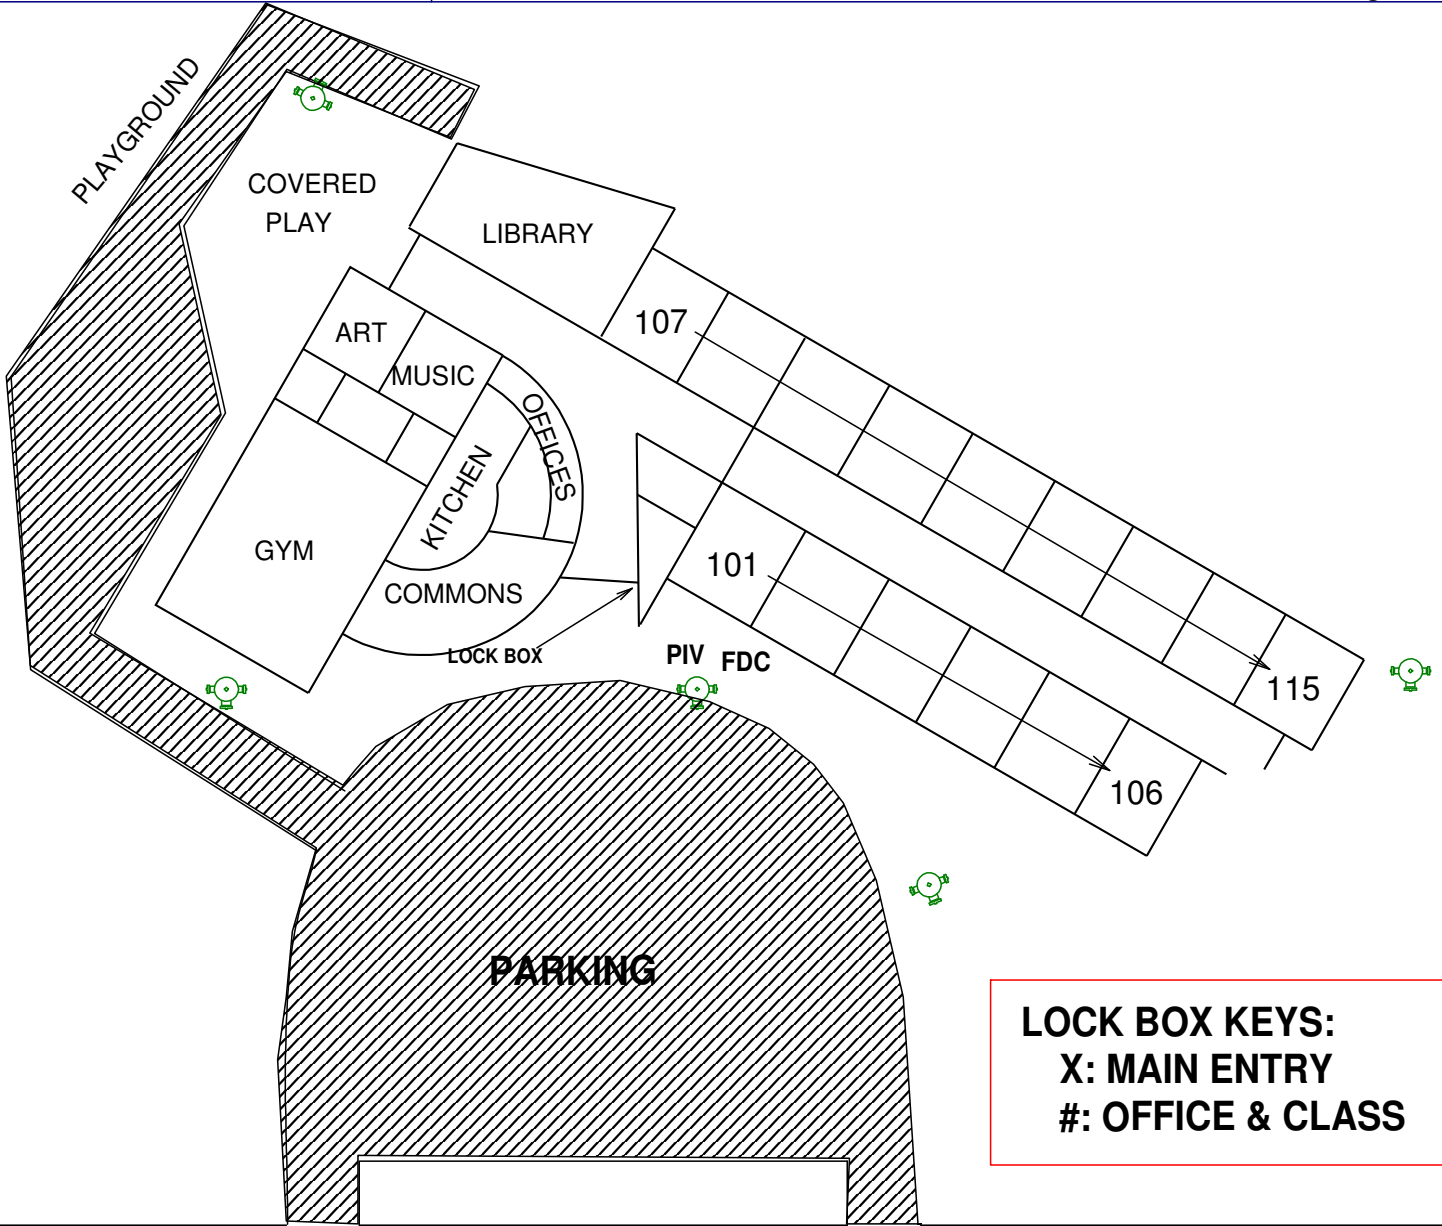 PLAYGROUND
COVERED
PLAY
LIBRARY
107
ART
MUSIC
OFFICES
KITCHEN
GYM
101
COMMONS
LOCK BOX
PIV
FDC
115
106
PARKING
LOCK BOX KEYS:
X: MAIN ENTRY
#: OFFICE & CLASS